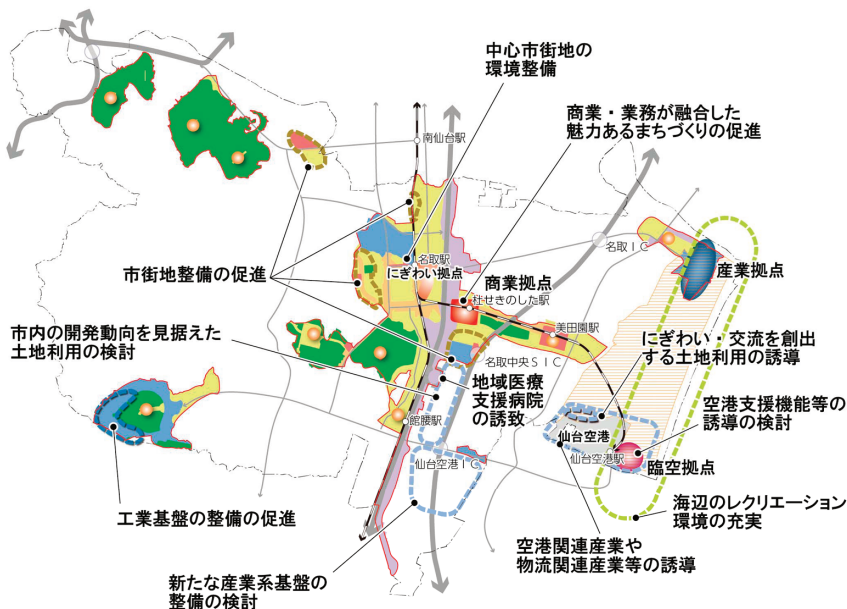 中心市街地の
環境整備
商業・業務が融合した
魅力あるまちづくりの促進
南仙台駅
名取ＩＣ
名取駅
にぎわい拠点
産業拠点
市街地整備の促進
商業拠点
杜せきのした駅
美田園駅
市内の開発動向を見据えた
土地利用の検討
にぎわい・交流を創出
する土地利用の誘導
名取中央ＳＩＣ
地域医療
支援病院
の誘致
空港支援機能等の
誘導の検討
館腰駅
仙台空港
仙台空港駅
仙台空港ＩＣ
臨空拠点
工業基盤の整備の促進
海辺のレクリエーション
環境の充実
空港関連産業や
物流関連産業等の誘導
新たな産業系基盤の
整備の検討